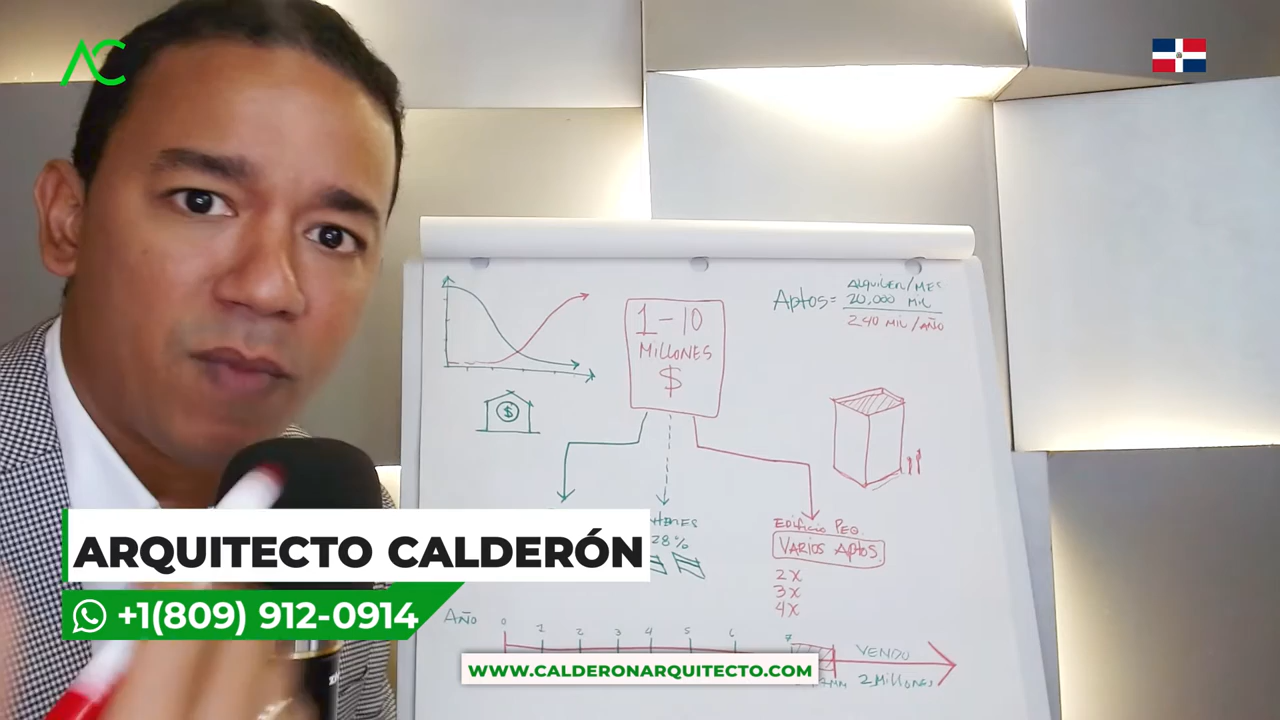 AC
1-10
MILLONES
$
Aptos=
ALQUILER/MES
20,000 MIL
240 MIL/AÑO
$
28%
Edificio PEQ.
VARIOS APTOS.
2X
3X
4X
ARQUITECTO CALDERÓN
+1(809) 912-0914
AÑO 0 1 2 3 4 5 6 7
VENDO
2 MILLONES
WWW.CALDERONARQUITECTO.COM